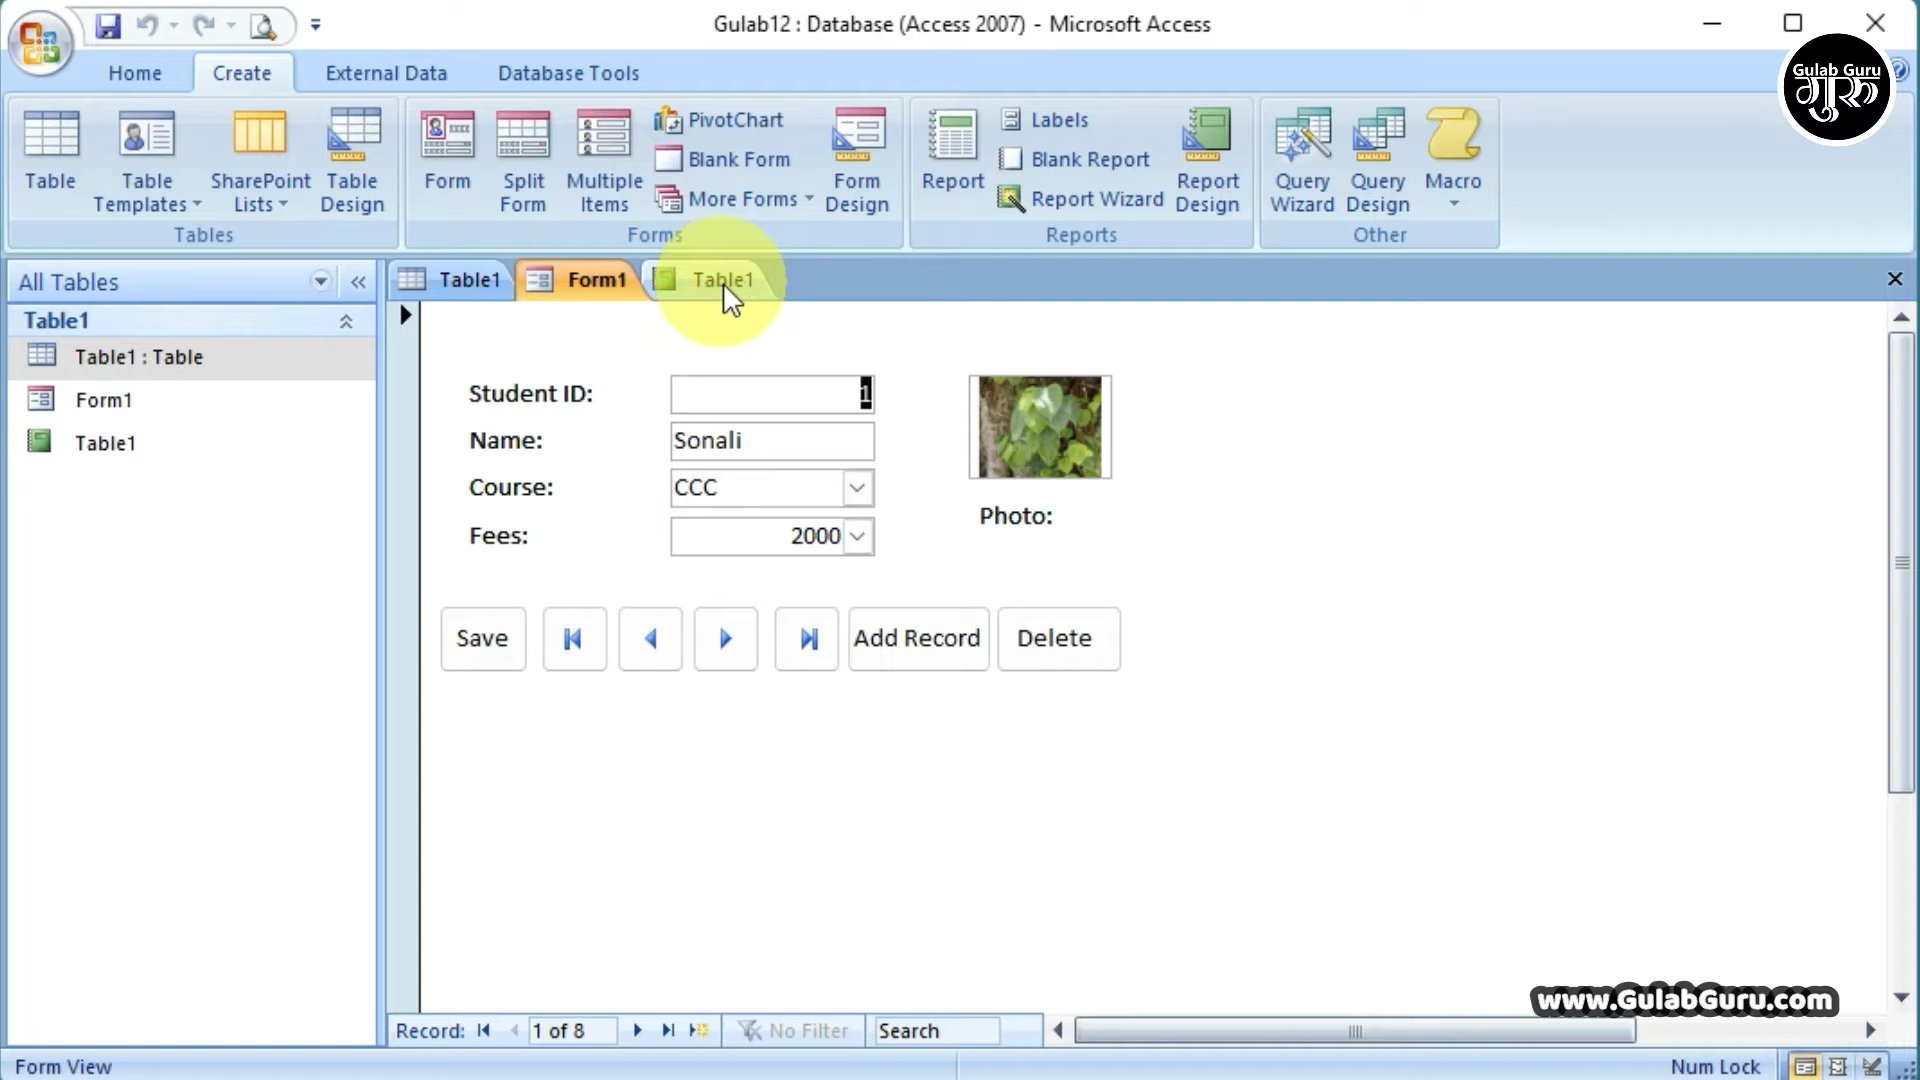 Gulab12 : Database (Access 2007) - Microsoft Access
Gulab Guru
गुरु
Home Create External Data Database Tools
Table
Table Templates
SharePoint Lists
Table Design
Tables
Form
Split Form
Multiple Items
PivotChart
Blank Form
More Forms
Form Design
Forms
Report
Labels
Blank Report
Report Wizard
Report Design
Reports
Query Wizard
Query Design
Macro
Other
All Tables
Table1
Table1 : Table
Form1
Table1
Table1 Form1 Table1
Student ID: 1
Name: Sonali
Course: CCC
Fees: 2000
Photo:
Save Add Record Delete
www.GulabGuru.com
Record: 1 of 8 No Filter Search
Form View Num Lock